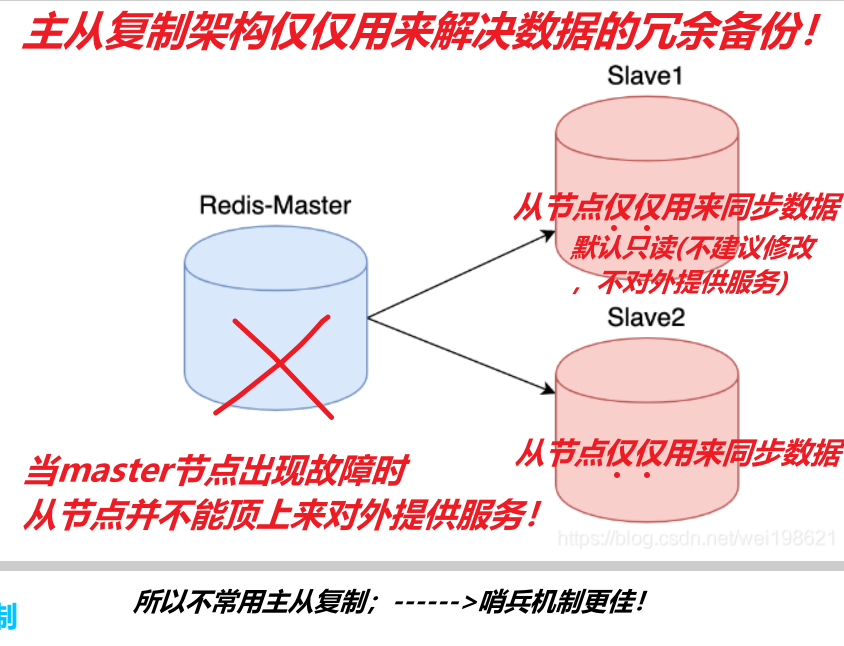 主从复制架构仅仅用来解决数据的冗余备份！
Slave1
Redis-Master
从节点仅仅用来同步数据
默认只读(不建议修改
，不对外提供服务)
Slave2
从节点仅仅用来同步数据
当master节点出现故障时
从节点并不能顶上来对外提供服务！
https://blog.csdn.net/wei198621
制
所以不常用主从复制；------>哨兵机制更佳！